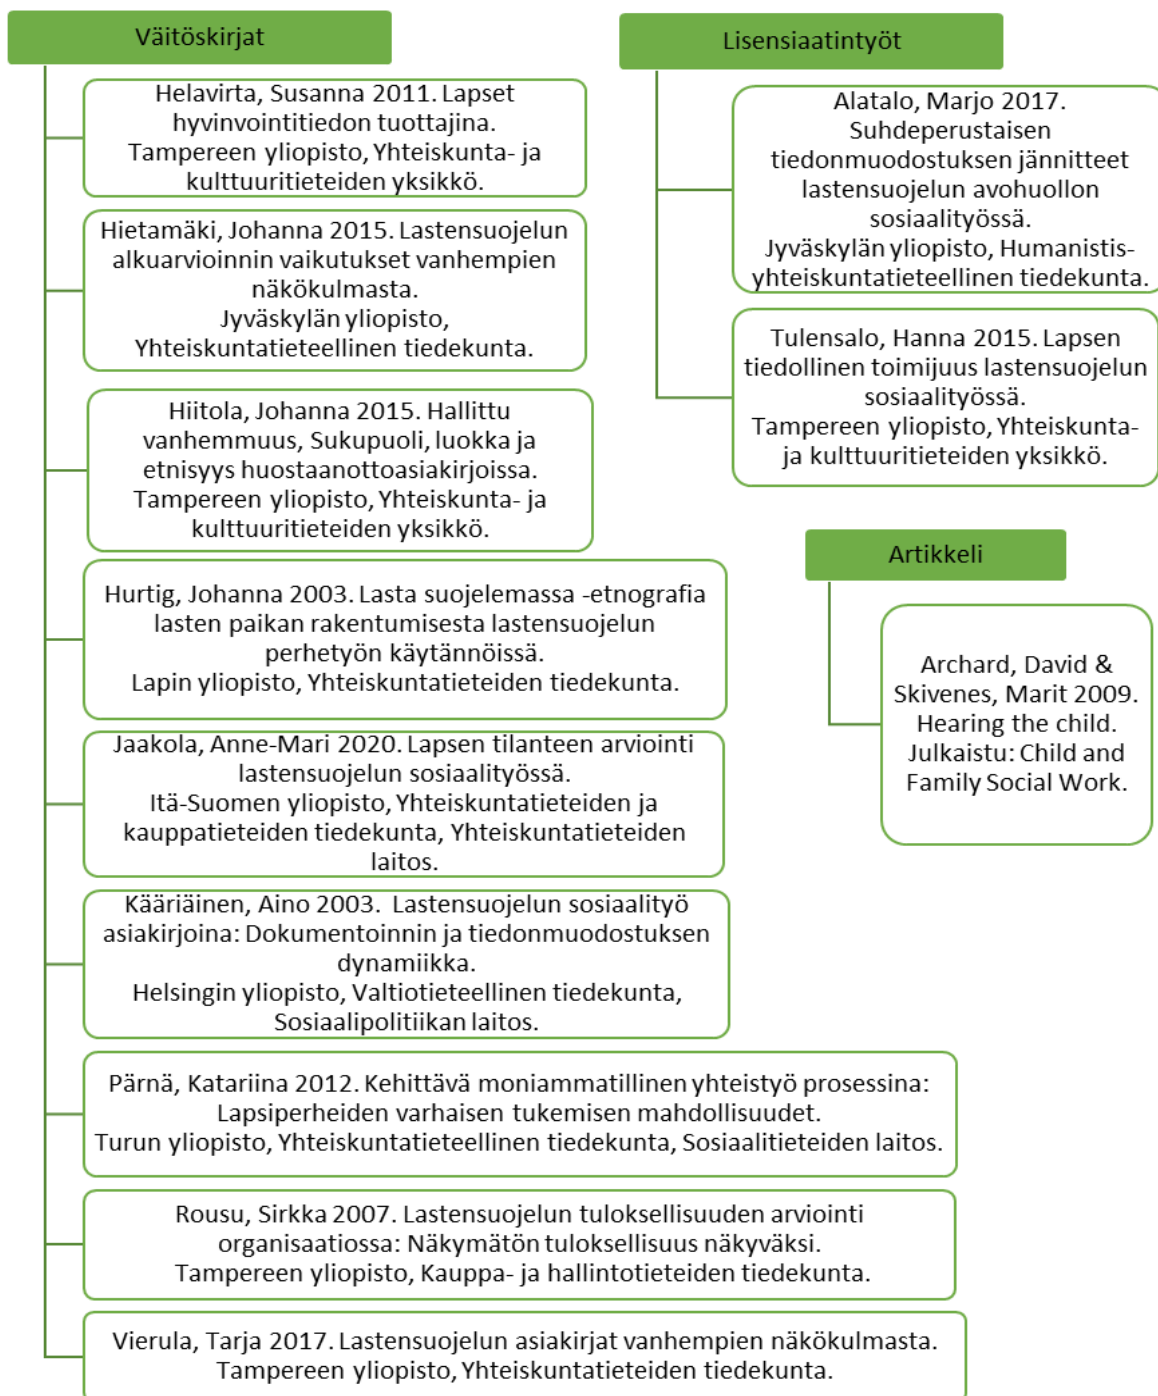 Väitöskirjat
Helavirta, Susanna 2011. Lapset
hyvinvointitiedon tuottajina.
Tampereen yliopisto, Yhteiskunta- ja
kulttuuritieteiden yksikkö.
Hietamäki, Johanna 2015. Lastensuojelun
alkuarvioinnin vaikutukset vanhempien
näkökulmasta.
Jyväskylän yliopisto,
Yhteiskuntatieteellinen tiedekunta.
Hiitola, Johanna 2015. Hallittu
vanhemmuus, Sukupuoli, luokka ja
etnisyys huostaanottoasiakirjoissa.
Tampereen yliopisto, Yhteiskunta- ja
kulttuuritieteiden yksikkö.
Hurtig, Johanna 2003. Lasta suojelemassa -etnografia
lasten paikan rakentumisesta lastensuojelun
perhetyön käytännöissä.
Lapin yliopisto, Yhteiskuntatieteiden tiedekunta.
Jaakola, Anne-Mari 2020. Lapsen tilanteen arviointi
lastensuojelun sosiaalityössä.
Itä-Suomen yliopisto, Yhteiskuntatieteiden ja
kauppatieteiden tiedekunta, Yhteiskuntatieteiden
laitos.
Kääriäinen, Aino 2003. Lastensuojelun sosiaalityö
asiakirjoina: Dokumentoinnin ja tiedonmuodostuksen
dynamiikka.
Helsingin yliopisto, Valtiotieteellinen tiedekunta,
Sosiaalipolitiikan laitos.
Pärnä, Katariina 2012. Kehittävä moniammatillinen yhteistyö prosessina:
Lapsiperheiden varhaisen tukemisen mahdollisuudet.
Turun yliopisto, Yhteiskuntatieteellinen tiedekunta, Sosiaalitieteiden laitos.
Rousu, Sirkka 2007. Lastensuojelun tuloksellisuuden arviointi
organisaatiossa: Näkymätön tuloksellisuus näkyväksi.
Tampereen yliopisto, Kauppa- ja hallintotieteiden tiedekunta.
Vierula, Tarja 2017. Lastensuojelun asiakirjat vanhempien näkökulmasta.
Tampereen yliopisto, Yhteiskuntatieteiden tiedekunta.
Lisensiaatintyöt
Alatalo, Marjo 2017.
Suhdeperustaisen
tiedonmuodostuksen jännitteet
lastensuojelun avohuollon
sosiaalityössä.
Jyväskylän yliopisto, Humanistis-
yhteiskuntatieteellinen tiedekunta.
Tulensalo, Hanna 2015. Lapsen
tiedollinen toimijuus lastensuojelun
sosiaalityössä.
Tampereen yliopisto, Yhteiskunta-
ja kulttuuritieteiden yksikkö.
Artikkeli
Archard, David &
Skivenes, Marit 2009.
Hearing the child.
Julkaistu: Child and
Family Social Work.